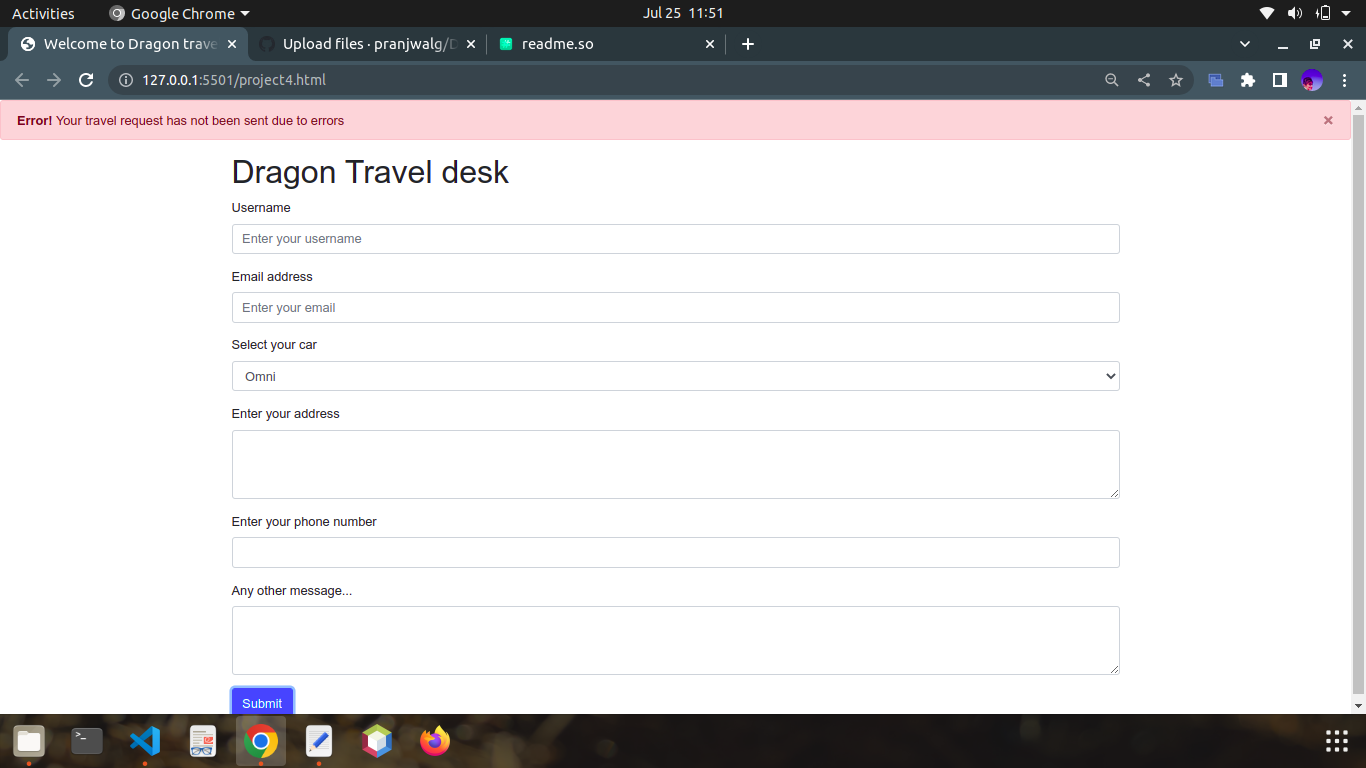 Activities
Google Chrome
Jul 25 11:51
Welcome to Dragon trave
Upload files · pranjwalg/D
readme.so
127.0.0.1:5501/project4.html
Error! Your travel request has not been sent due to errors ×
Dragon Travel desk
Username
Enter your username
Email address
Enter your email
Select your car
Omni
Enter your address
Enter your phone number
Any other message...
Submit